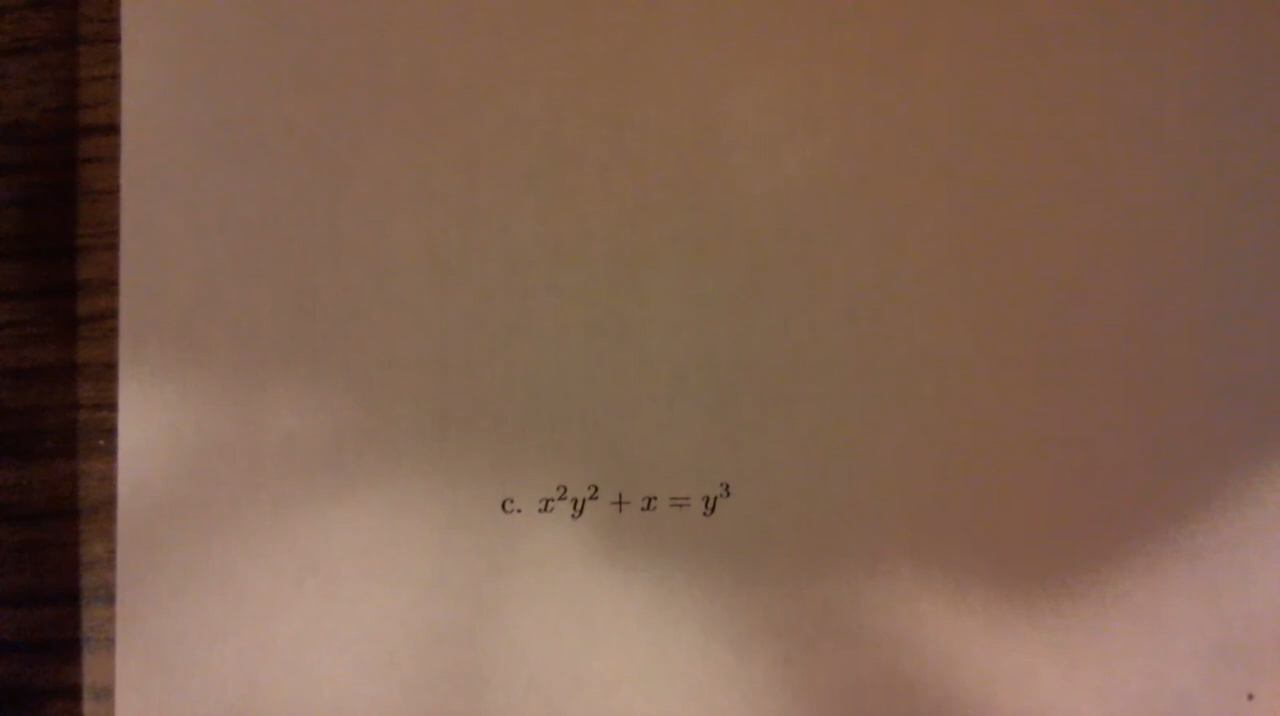 c. x²y² + x = y³